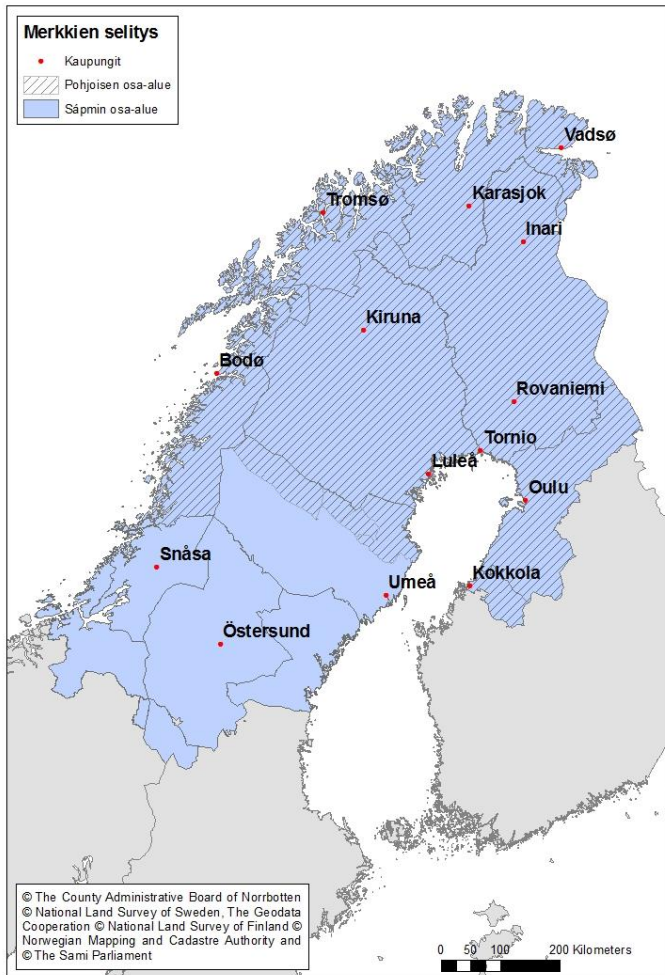 Merkkien selitys
Kaupungit
Pohjoisen osa-alue
Sápmin osa-alue
Vadsø
Tromsø
Karasjok
Inari
Kiruna
Bodø
Rovaniemi
Tornio
Luleå
Oulu
Snåsa
Kokkola
Umeå
Östersund
© The County Administrative Board of Norrbotten
© National Land Survey of Sweden, The Geodata
Cooperation © National Land Survey of Finland ©
Norwegian Mapping and Cadastre Authority and
© The Sami Parliament
0 50 100 200 Kilometers